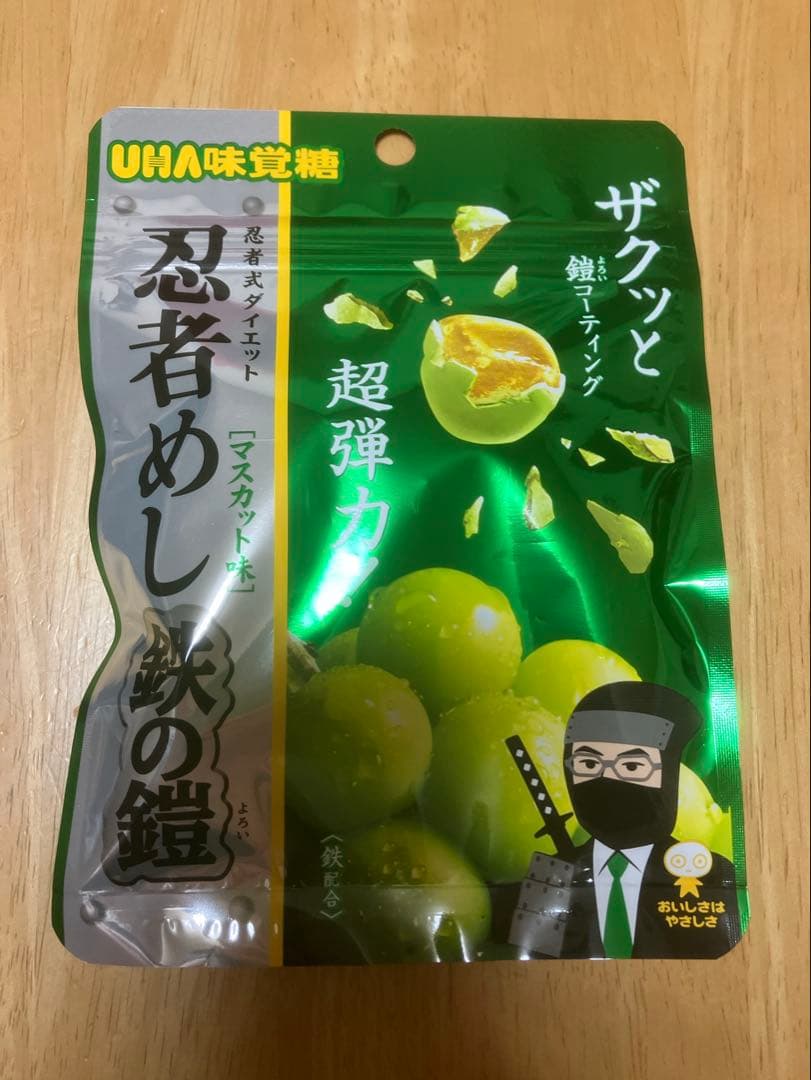 UHA味覚糖
忍者式ダイエット
忍者めし
[マスカット味]
鉄の鎧
よろい
ザクッと
鎧コーティング
よろい
超弾力!
〈鉄配合〉
おいしさは
やさしさ